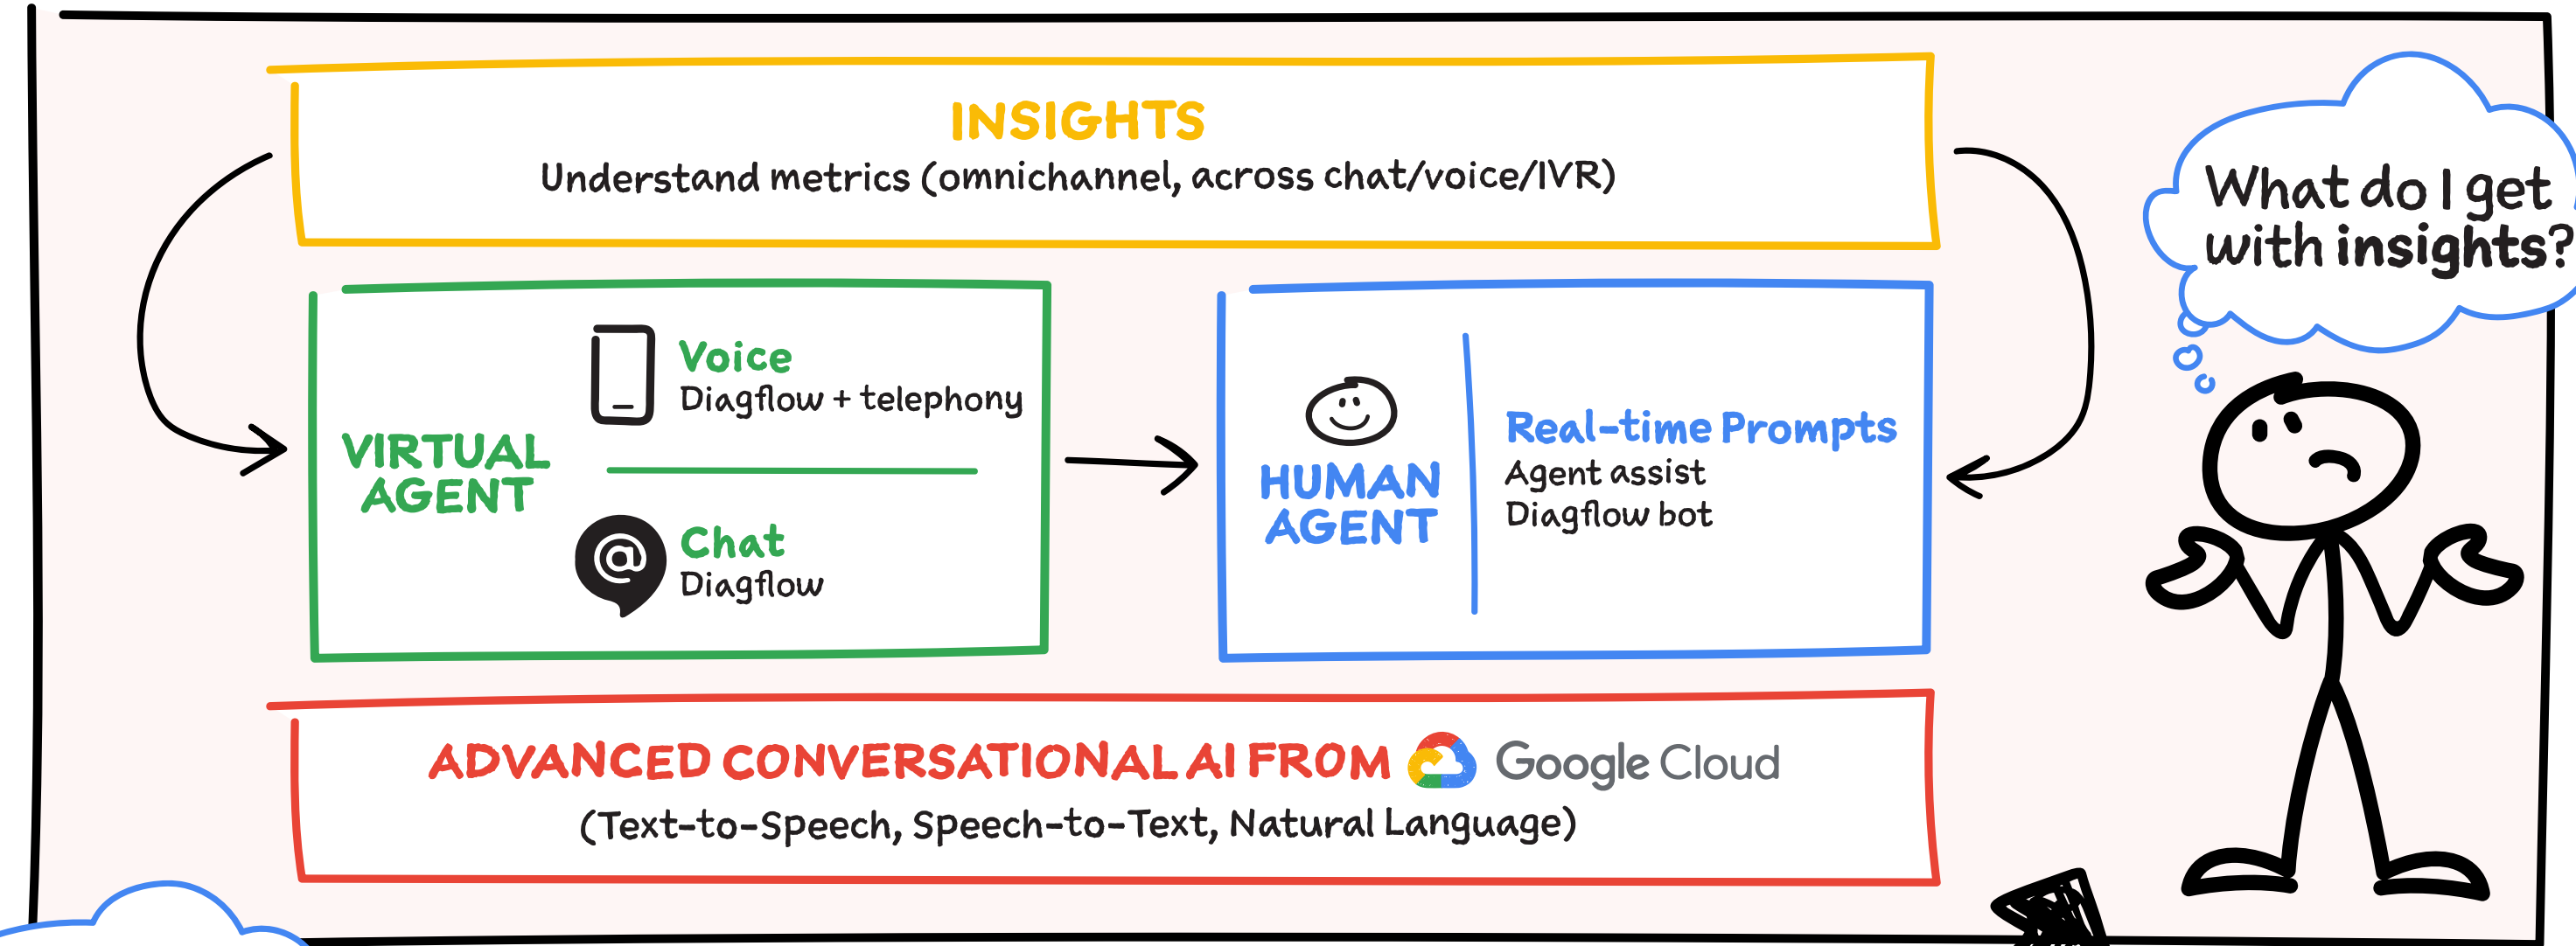 INSIGHTS
Understand metrics (omnichannel, across chat/voice/IVR)
What do I get
with insights?
VIRTUAL
AGENT
Voice
Diagflow + telephony
@
Chat
Diagflow
HUMAN
AGENT
Real-time Prompts
Agent assist
Diagflow bot
ADVANCED CONVERSATIONAL AI FROM Google Cloud
(Text-to-Speech, Speech-to-Text, Natural Language)